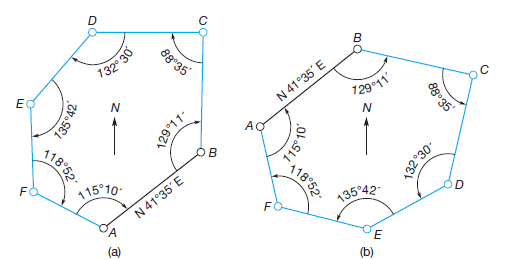 D
C
132°30′
88°35′
E
135°42′
N
129°11′
B
118°52′
F
115°10′
N 41°35′ E
A
(a)
B
N 41°35′ E
129°11′
C
88°35′
A
115°10′
N
118°52′
132°30′
135°42′
D
F
E
(b)